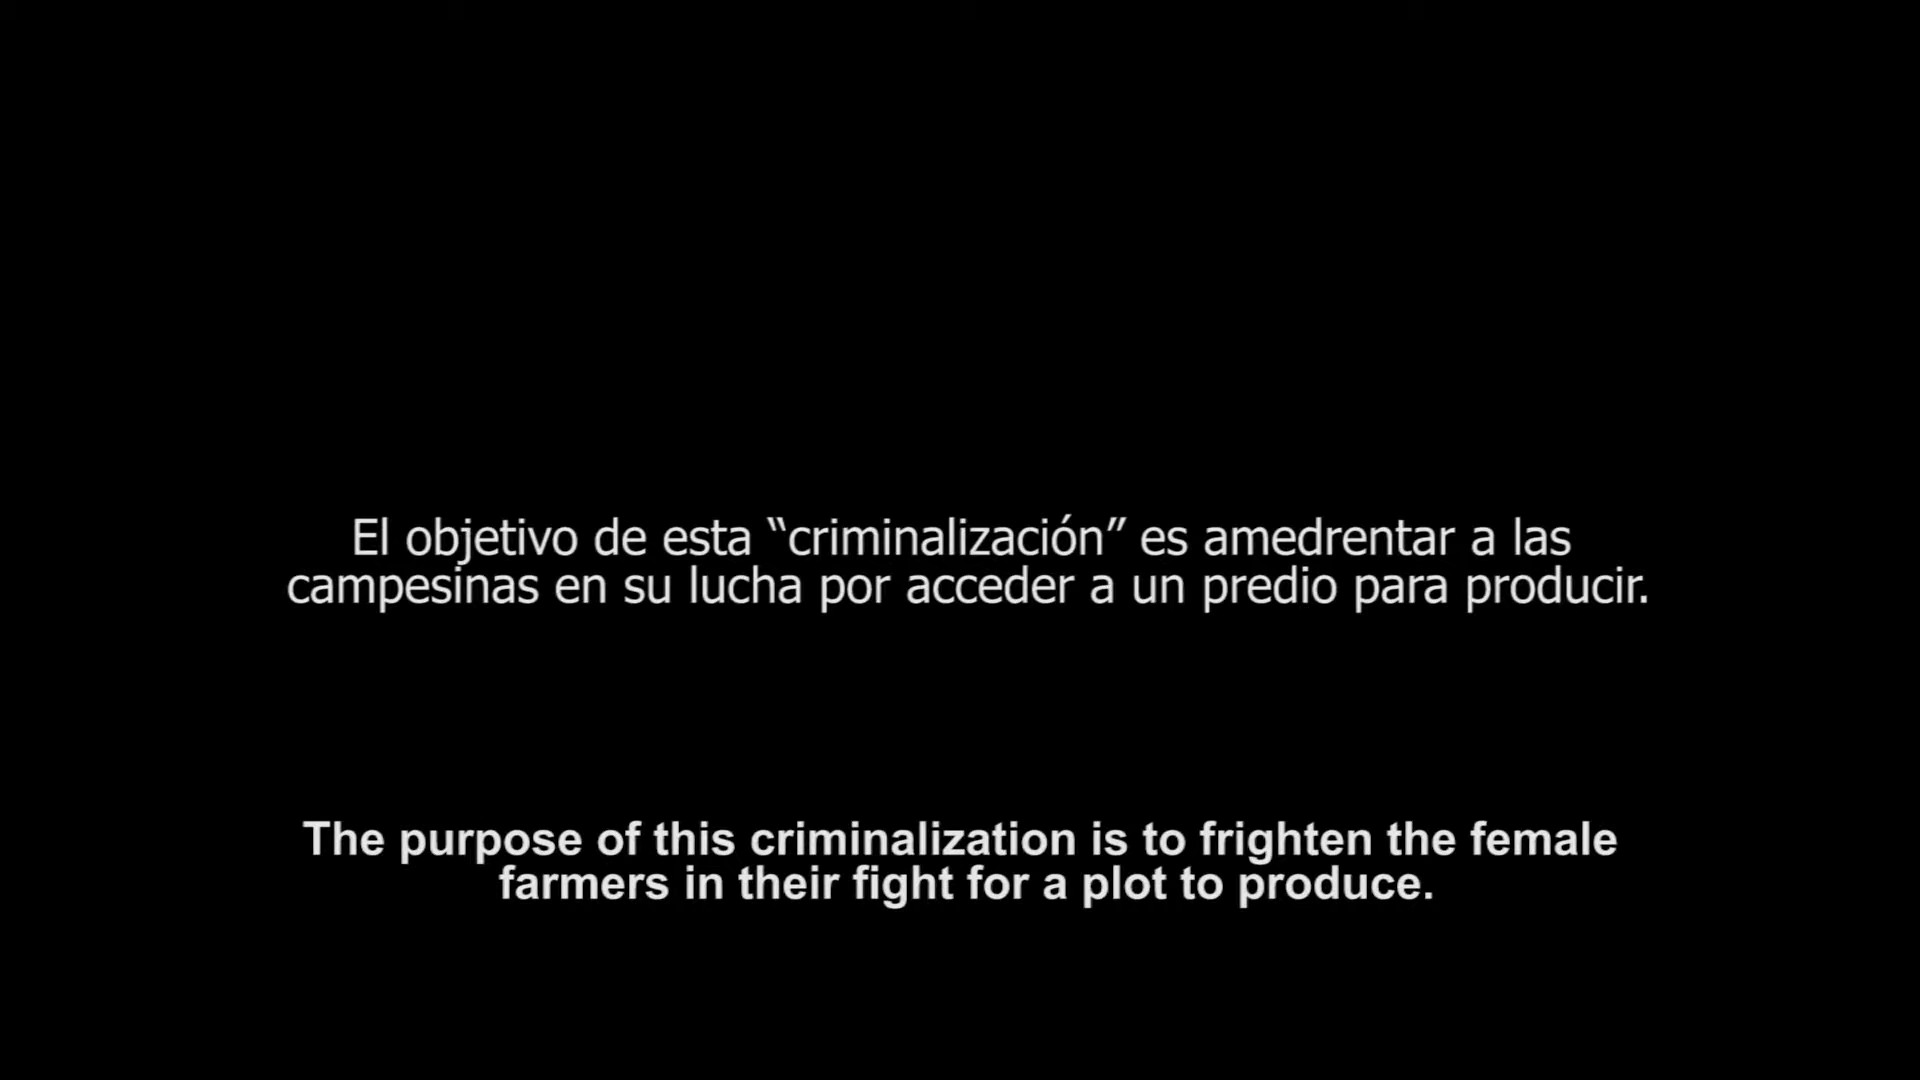 El objetivo de esta “criminalización” es amedrentar a las
campesinas en su lucha por acceder a un predio para producir.
The purpose of this criminalization is to frighten the female
farmers in their fight for a plot to produce.